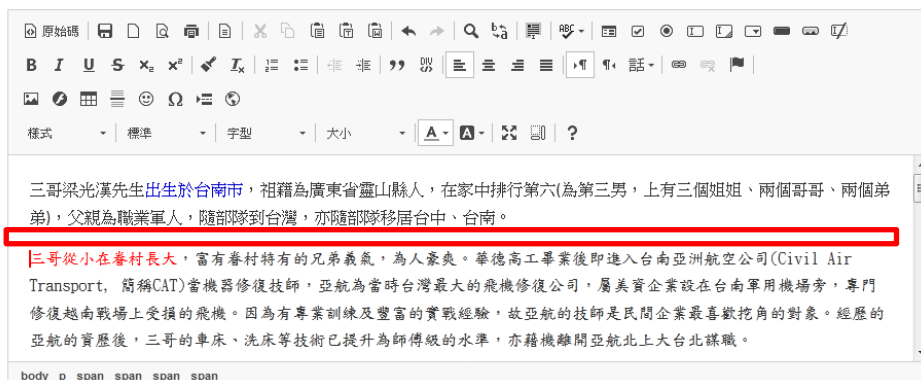 原始碼
ABC
B I U S x₂ x² Iₓ DIV 話
樣式 標準 字型 大小 A A ?
三哥梁光漢先生出生於台南市，祖籍為廣東省靈山縣人，在家中排行第六(為第三男，上有三個姐姐、兩個哥哥、兩個弟
弟)，父親為職業軍人，隨部隊到台灣，亦隨部隊移居台中、台南。
三哥從小在眷村長大，富有眷村特有的兄弟義氣，為人豪爽。華德高工畢業後即進入台南亞洲航空公司(Civil Air
Transport, 簡稱CAT)當機器修復技師，亞航為當時台灣最大的飛機修復公司，屬美資企業設在台南軍用機場旁，專門
修復越南戰場上受損的飛機。因為有專業訓練及豐富的實戰經驗，故亞航的技師是民間企業最喜歡挖角的對象。經歷的
亞航的資歷後，三哥的車床、洗床等技術已提升為師傅級的水準，亦藉機離開亞航北上大台北謀職。
body p span span span span